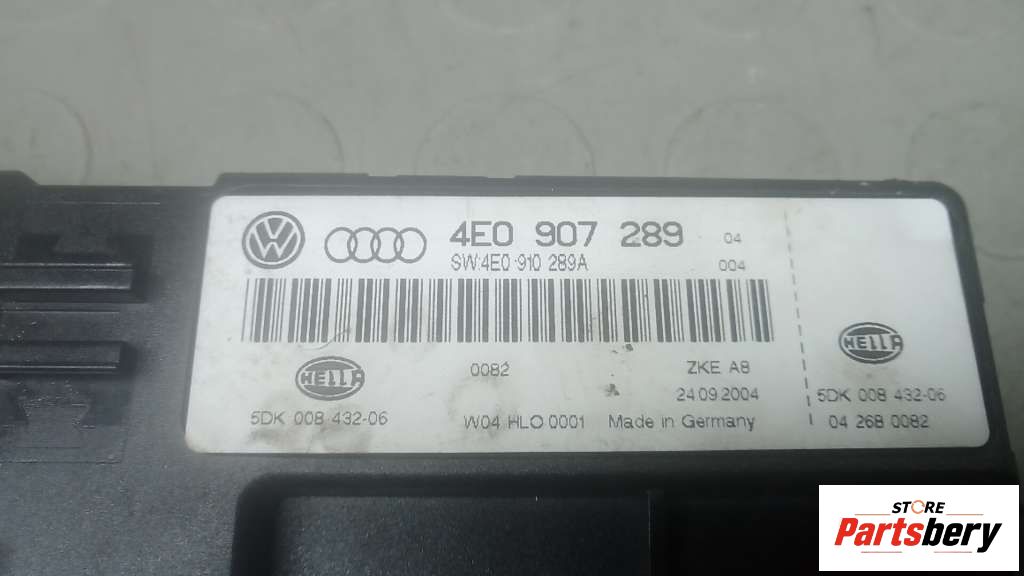 4E0 907 289 04
SW:4E0 910 289A 004
HELLA
0082 ZKE A8
24.09.2004
5DK 008 432-06
W04 HLO 0001 Made in Germany
HELLA
5DK 008 432-06
04 268 0082
STORE
Partsbery